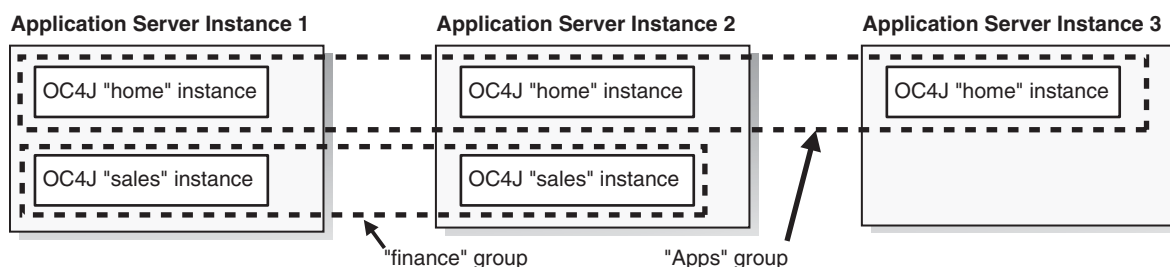 Application Server Instance 1
Application Server Instance 2
Application Server Instance 3
OC4J "home" instance
OC4J "home" instance
OC4J "home" instance
OC4J "sales" instance
OC4J "sales" instance
"finance" group
"Apps" group